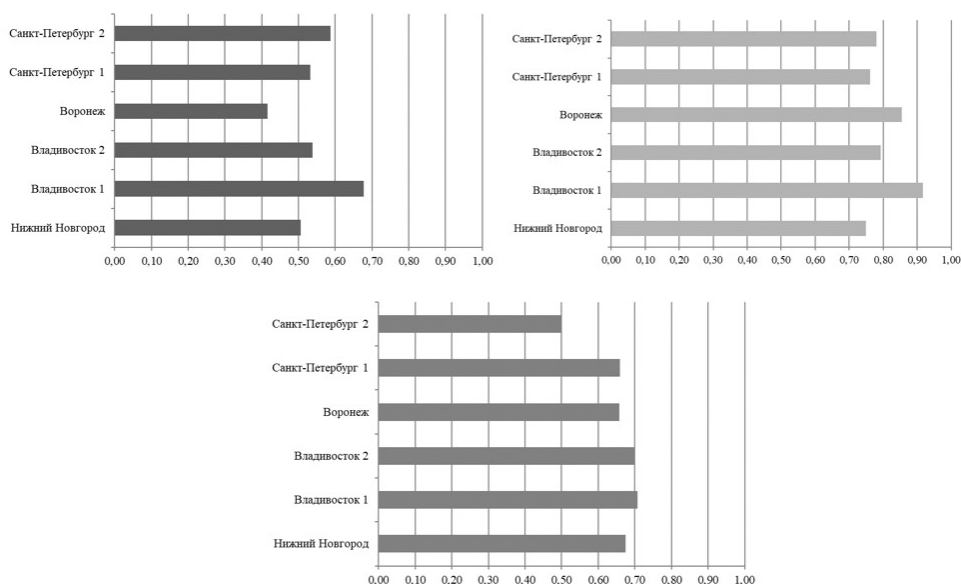 Санкт-Петербург 2
Санкт-Петербург 1
Воронеж
Владивосток 2
Владивосток 1
Нижний Новгород
0,00 0,10 0,20 0,30 0,40 0,50 0,60 0,70 0,80 0,90 1,00
Санкт-Петербург 2
Санкт-Петербург 1
Воронеж
Владивосток 2
Владивосток 1
Нижний Новгород
0,00 0,10 0,20 0,30 0,40 0,50 0,60 0,70 0,80 0,90 1,00
Санкт-Петербург 2
Санкт-Петербург 1
Воронеж
Владивосток 2
Владивосток 1
Нижний Новгород
0,00 0,10 0,20 0,30 0,40 0,50 0,60 0,70 0,80 0,90 1,00